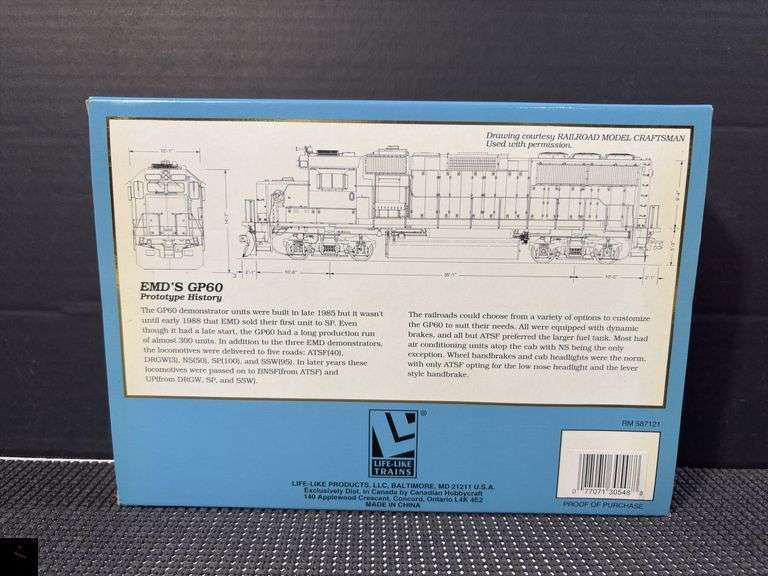 Drawing courtesy RAILROAD MODEL CRAFTSMAN
Used with permission.
EMD'S GP60
Prototype History
The GP60 demonstrator units were built in late 1985 but it wasn't
until early 1988 that EMD sold their first unit to SP. Even
though it had a late start, the GP60 had a long production run
of almost 300 units. In addition to the three EMD demonstrators,
the locomotives were delivered to five roads: ATSF(40),
DRGW(3), NS(50), SP(100), and SSW(95). In later years these
locomotives were passed on to BNSF(from ATSF) and
UP(from DRGW, SP, and SSW).
The railroads could choose from a variety of options to customize
the GP60 to suit their needs. All were equipped with dynamic
brakes, and all but ATSF preferred the larger fuel tank. Most had
air conditioning units atop the cab with NS being the only
exception. Wheel handbrakes and cab headlights were the norm,
with only ATSF opting for the low nose headlight and the lever
style handbrake.
LIFE-LIKE
TRAINS
®
LIFE-LIKE PRODUCTS, LLC, BALTIMORE, MD 21211 U.S.A.
Exclusively Dist. in Canada by Canadian Hobbycraft
140 Applewood Crescent, Concord, Ontario L4K 4E2
MADE IN CHINA
RM 587121
0 77071 30548 8
PROOF OF PURCHASE